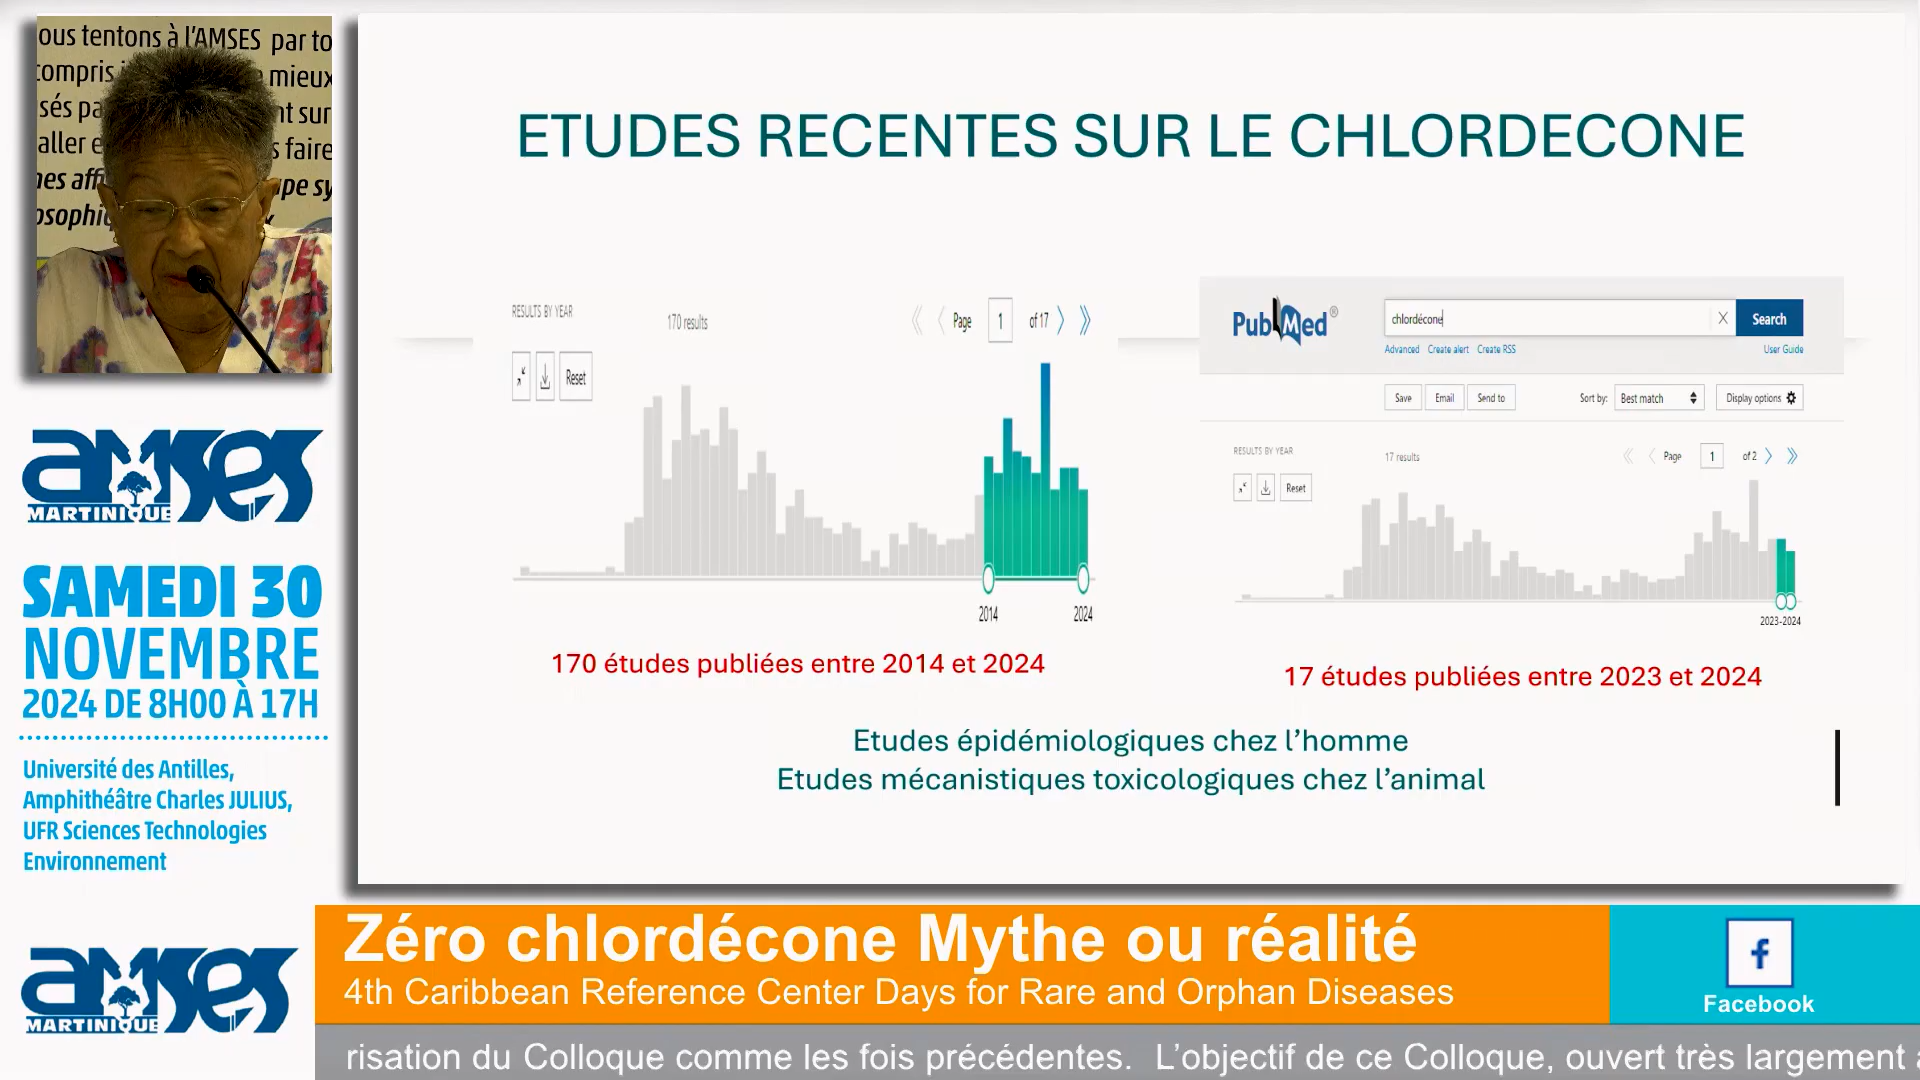 ous tentons à l'AMSES par to
compris
mieux
sés pa
nt sur
aller e
s faire
nes aff
upe sy
osophi
AMSES
MARTINIQUE
SAMEDI 30
NOVEMBRE
2024 DE 8H00 À 17H
Université des Antilles,
Amphithéâtre Charles JULIUS,
UFR Sciences Technologies
Environnement
AMSES
MARTINIQUE
ETUDES RECENTES SUR LE CHLORDECONE
RESULTS BY YEAR
170 results
Page 1 of 17
Reset
2014
2024
170 études publiées entre 2014 et 2024
PubMed®
chlordécone
X
Search
Advanced Create alert Create RSS
User Guide
Save Email Send to
Sort by: Best match
Display options
RESULTS BY YEAR
17 results
Page 1 of 2
Reset
2023-2024
17 études publiées entre 2023 et 2024
Etudes épidémiologiques chez l'homme
Etudes mécanistiques toxicologiques chez l'animal
Zéro chlordécone Mythe ou réalité
4th Caribbean Reference Center Days for Rare and Orphan Diseases
f
Facebook
risation du Colloque comme les fois précédentes. L'objectif de ce Colloque, ouvert très largement